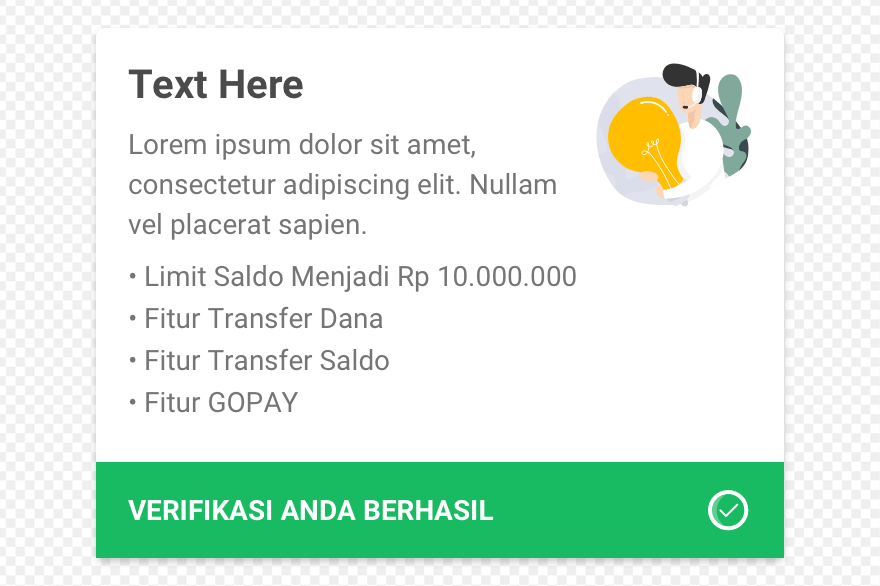 Text Here
Lorem ipsum dolor sit amet,
consectetur adipiscing elit. Nullam
vel placerat sapien.
• Limit Saldo Menjadi Rp 10.000.000
• Fitur Transfer Dana
• Fitur Transfer Saldo
• Fitur GOPAY
VERIFIKASI ANDA BERHASIL